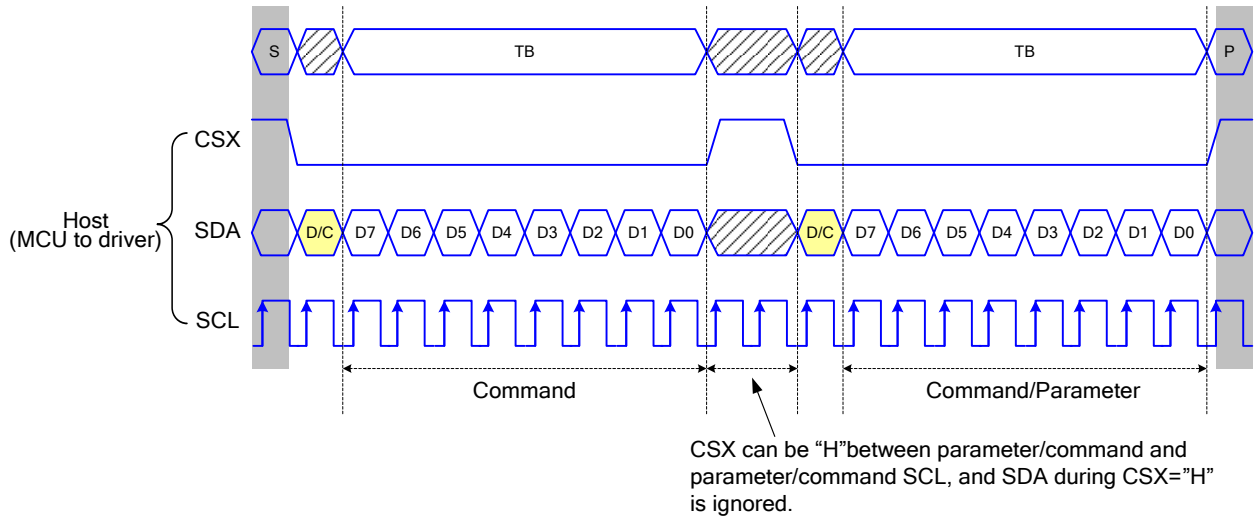 S TB TB P
CSX
Host
(MCU to driver)
SDA D/C D7 D6 D5 D4 D3 D2 D1 D0 D/C D7 D6 D5 D4 D3 D2 D1 D0
SCL
Command Command/Parameter
CSX can be “H”between parameter/command and
parameter/command SCL, and SDA during CSX=”H”
is ignored.